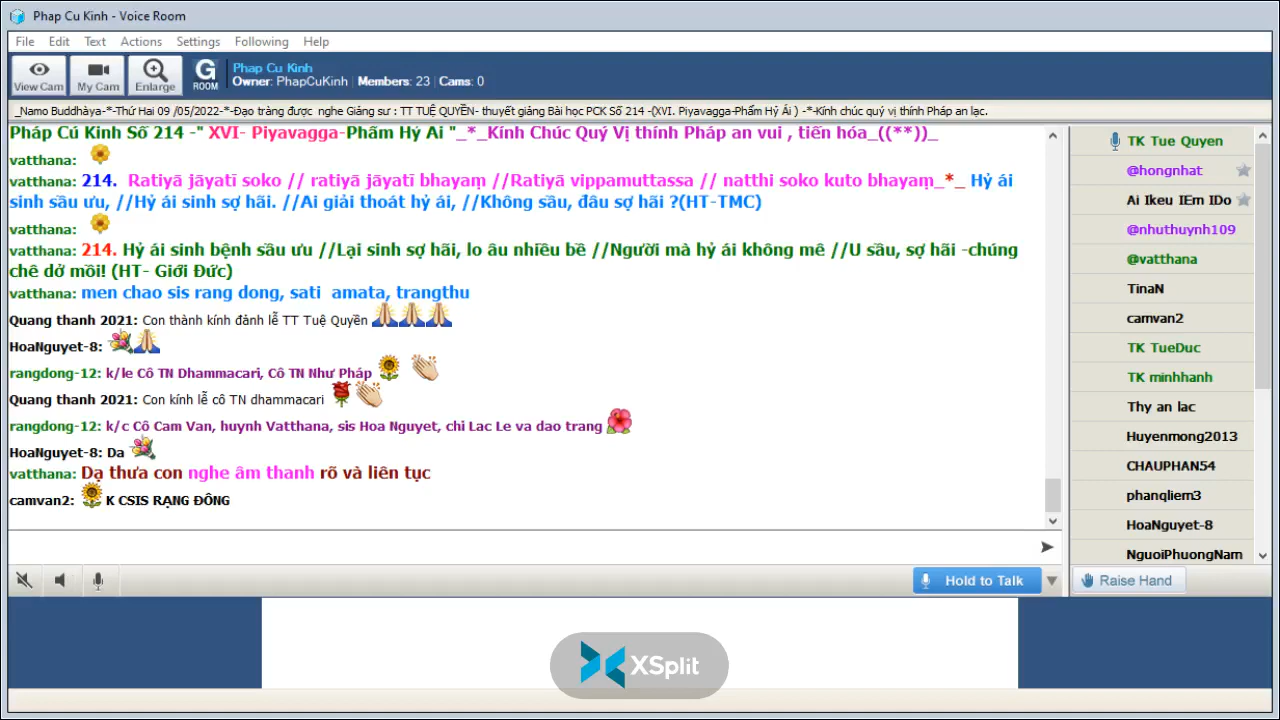 Phap Cu Kinh - Voice Room
File Edit Text Actions Settings Following Help
View Cam My Cam Enlarge G ROOM
Phap Cu Kinh
Owner: PhapCuKinh Members: 23 Cams: 0
_Namo Buddhàya-*-Thứ Hai 09 /05/2022-*-Đạo tràng được nghe Giảng sư : TT TUỆ QUYỀN- thuyết giảng Bài học PCK Số 214 -(XVI. Piyavagga-Phẩm Hỷ Ái ) -*-Kính chúc quý vị thính Pháp an lạc.
Pháp Cú Kinh Số 214 -" XVI- Piyavagga-Phẩm Hỷ Ái "_*_Kính Chúc Quý Vị thính Pháp an vui , tiến hóa_((**))_
vatthana:
vatthana: 214. Ratiyā jāyatī soko // ratiyā jāyatī bhayaṃ //Ratiyā vippamuttassa // natthi soko kuto bhayaṃ_*_ Hỷ ái
sinh sầu ưu, //Hỷ ái sinh sợ hãi. //Ai giải thoát hỷ ái, //Không sầu, đâu sợ hãi ?(HT-TMC)
vatthana:
vatthana: 214. Hỷ ái sinh bệnh sầu ưu //Lại sinh sợ hãi, lo âu nhiều bề //Người mà hỷ ái không mê //U sầu, sợ hãi -chúng
chê dở môi! (HT- Giới Đức)
vatthana: men chao sis rang dong, sati amata, trangthu
Quang thanh 2021: Con thành kính đảnh lễ TT Tuệ Quyền
HoaNguyet-8:
rangdong-12: k/le Cô TN Dhammacari, Cô TN Như Pháp
Quang thanh 2021: Con kính lễ cô TN dhammacari
rangdong-12: k/c Cô Cam Van, huynh Vatthana, sis Hoa Nguyet, chi Lac Le va dao trang
HoaNguyet-8: Da
vatthana: Dạ thưa con nghe âm thanh rõ và liên tục
camvan2: K CSIS RẠNG ĐÔNG
Hold to Talk
TK Tue Quyen
@hongnhat
Ai Ikeu IEm IDo
@nhuthuynh109
@vatthana
TinaN
camvan2
TK TueDuc
TK minhhanh
Thy an lac
Huyenmong2013
CHAUPHAN54
phanqliem3
HoaNguyet-8
NguoiPhuongNam
Raise Hand
XSplit